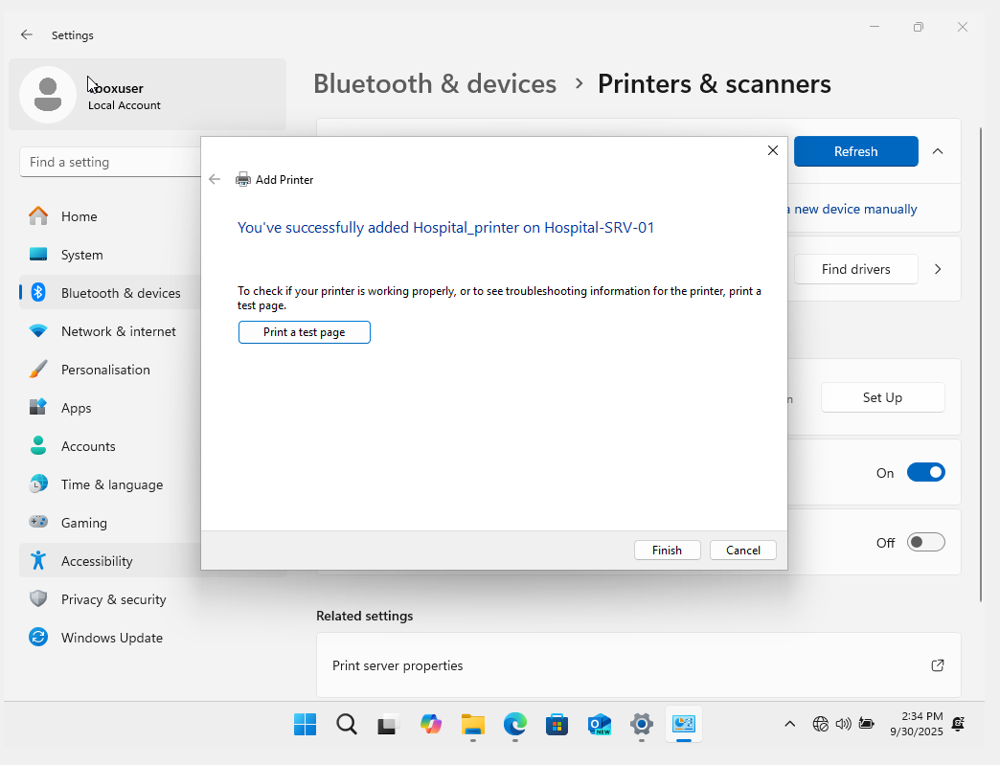 Settings
boxuser
Local Account
Find a setting
Home
System
Bluetooth & devices
Network & internet
Personalisation
Apps
Accounts
Time & language
Gaming
Accessibility
Privacy & security
Windows Update
Bluetooth & devices > Printers & scanners
Refresh
a new device manually
Find drivers
Set Up
On
Off
Add Printer
You've successfully added Hospital_printer on Hospital-SRV-01
To check if your printer is working properly, or to see troubleshooting information for the printer, print a
test page.
Print a test page
Finish
Cancel
Related settings
Print server properties
NEW
2:34 PM
9/30/2025